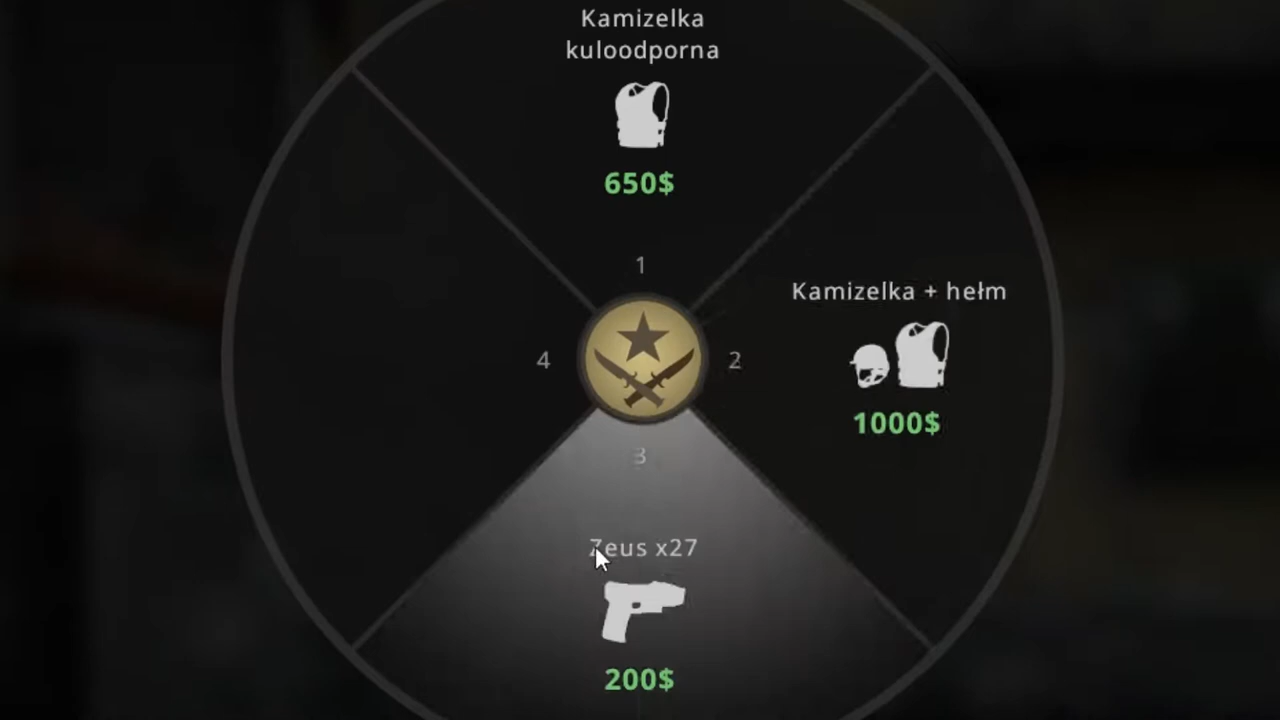 Kamizelka
kuloodporna
650$
1
Kamizelka + hełm
4
2
1000$
3
Zeus x27
200$